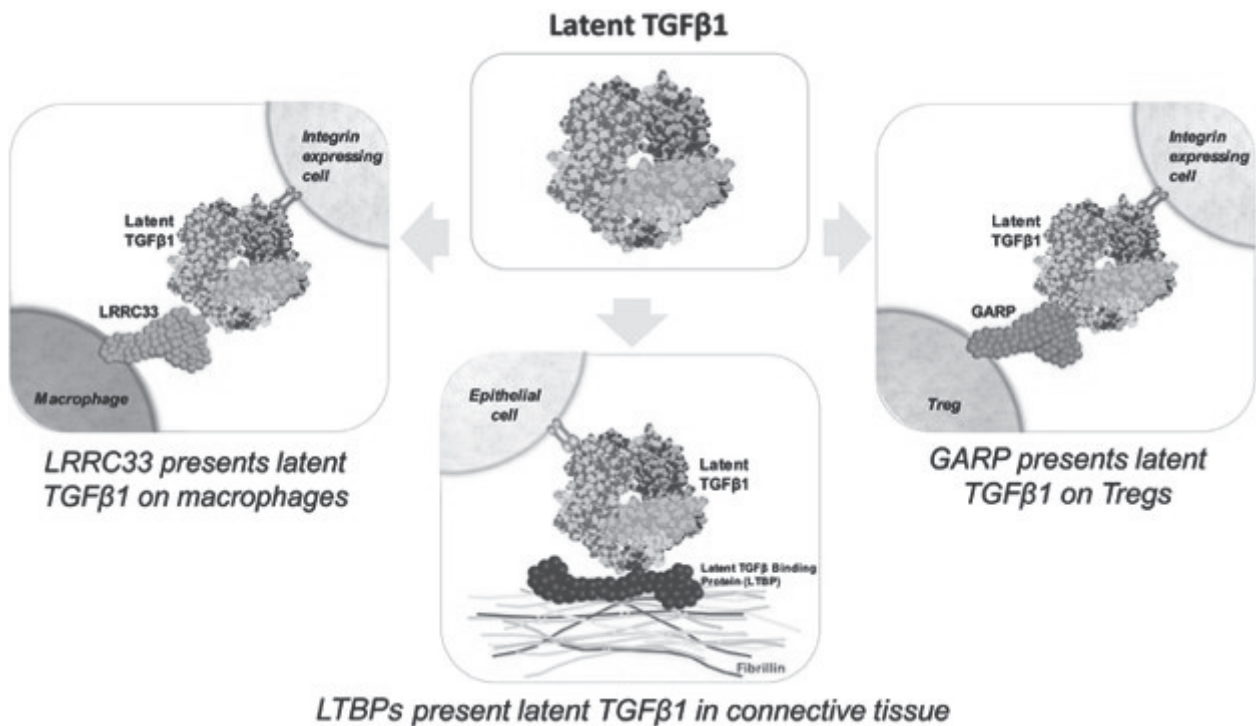 Latent TGFβ1
Integrin
expressing
cell
Latent
TGFβ1
LRRC33
Macrophage
LRRC33 presents latent
TGFβ1 on macrophages
Integrin
expressing
cell
Latent
TGFβ1
GARP
Treg
GARP presents latent
TGFβ1 on Tregs
Epithelial
cell
Latent
TGFβ1
Latent TGFβ Binding
Protein (LTBP)
Fibrillin
LTBPs present latent TGFβ1 in connective tissue